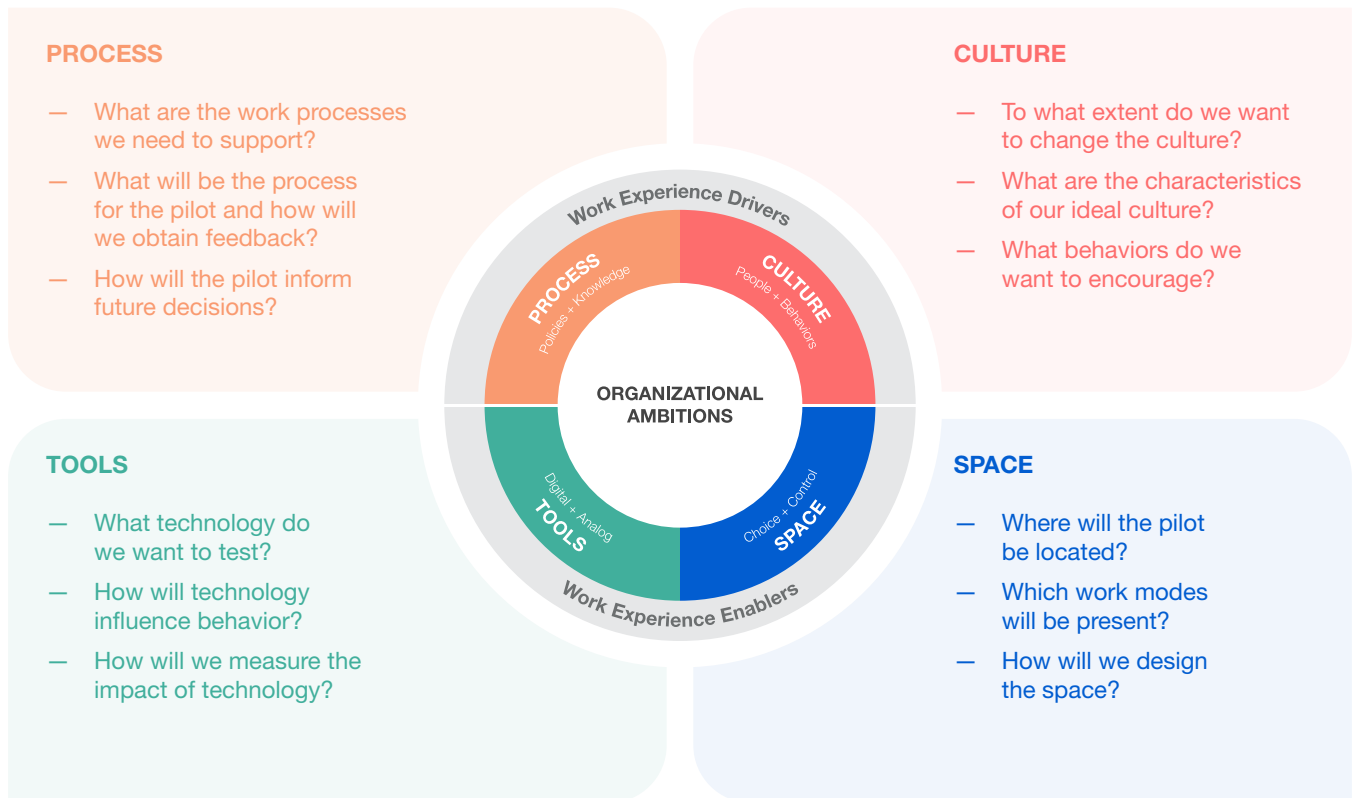 PROCESS
— What are the work processes
we need to support?
— What will be the process
for the pilot and how will
we obtain feedback?
— How will the pilot inform
future decisions?
CULTURE
— To what extent do we want
to change the culture?
— What are the characteristics
of our ideal culture?
— What behaviors do we
want to encourage?
Work Experience Drivers
PROCESS
Policies + Knowledge
CULTURE
People + Behaviors
ORGANIZATIONAL
AMBITIONS
Digital + Analog
TOOLS
Choice + Control
SPACE
Work Experience Enablers
TOOLS
— What technology do
we want to test?
— How will technology
influence behavior?
— How will we measure the
impact of technology?
SPACE
— Where will the pilot
be located?
— Which work modes
will be present?
— How will we design
the space?